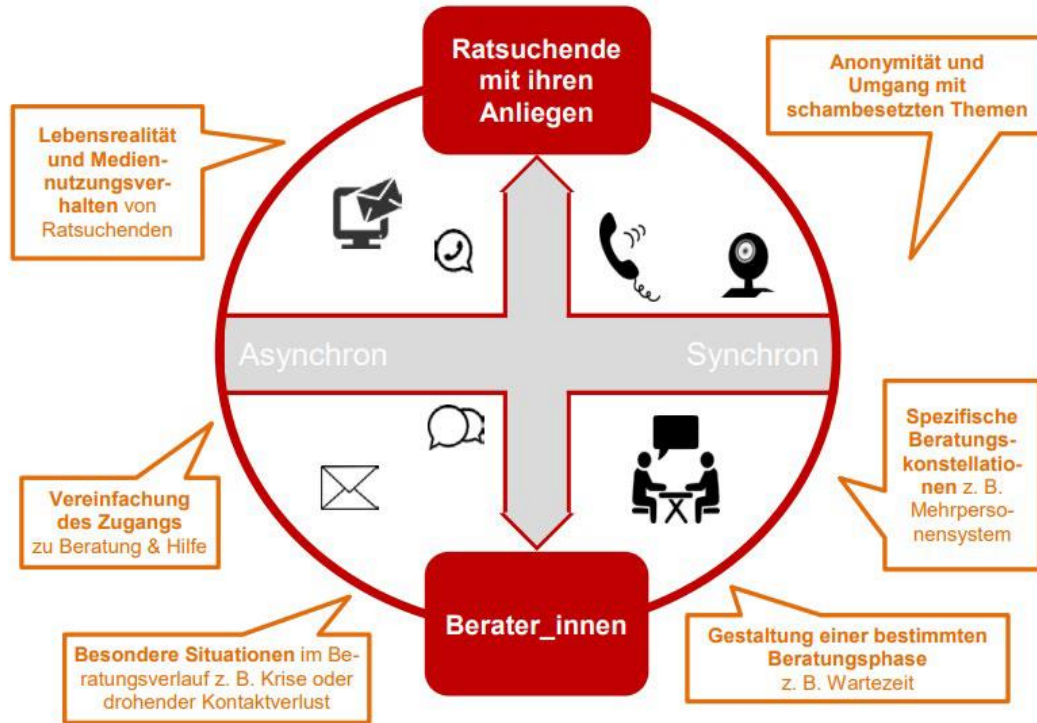 Ratsuchende
mit ihren
Anliegen
Anonymität und
Umgang mit
schambesetzten Themen
Lebensrealität
und Medien-
nutzungsver-
halten von
Ratsuchenden
Asynchron
Synchron
Spezifische
Beratungs-
konstellatio-
nen z. B.
Mehrperso-
nensystem
Vereinfachung
des Zugangs
zu Beratung & Hilfe
Berater_innen
Gestaltung einer bestimmten
Beratungsphase
z. B. Wartezeit
Besondere Situationen im Be-
ratungsverlauf z. B. Krise oder
drohender Kontaktverlust